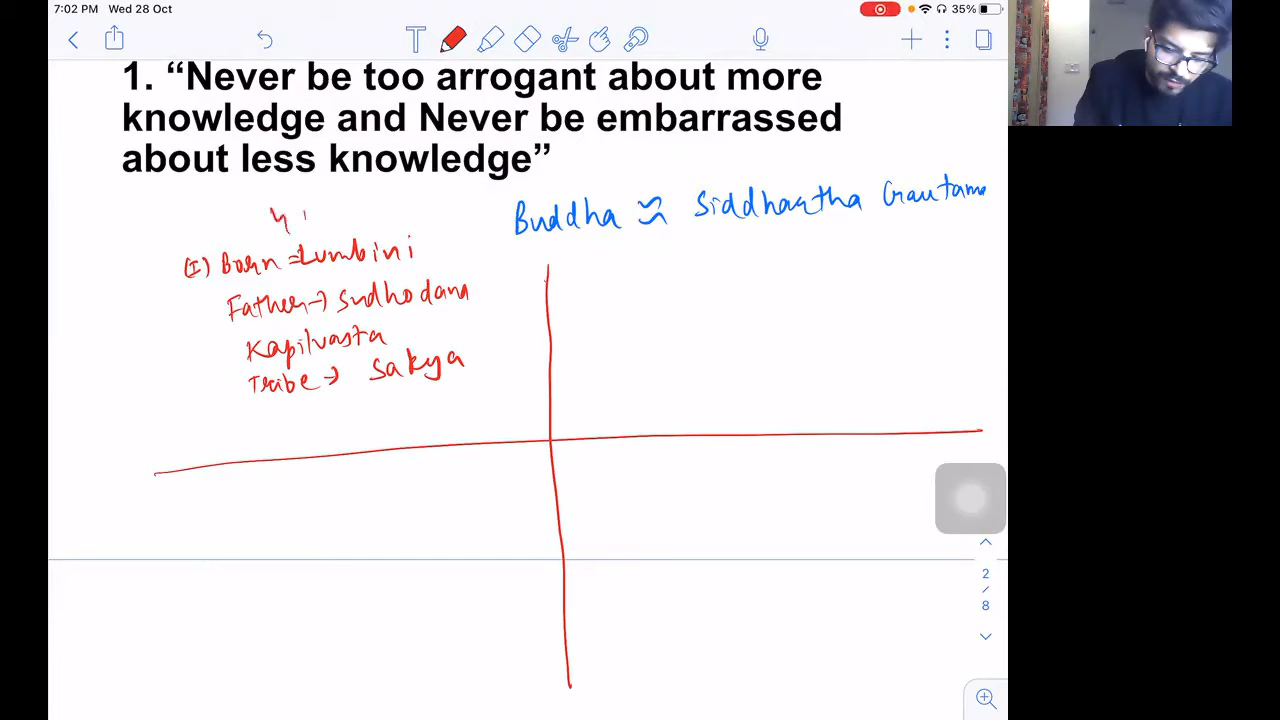 7:02 PM Wed 28 Oct
35%
1. “Never be too arrogant about more
knowledge and Never be embarrassed
about less knowledge”
Buddha ≈ Siddhartha Gautama
(I) Born = Lumbini
Father → Sudhodana
Kapilvasta
Tribe → Sakya
2
/
8